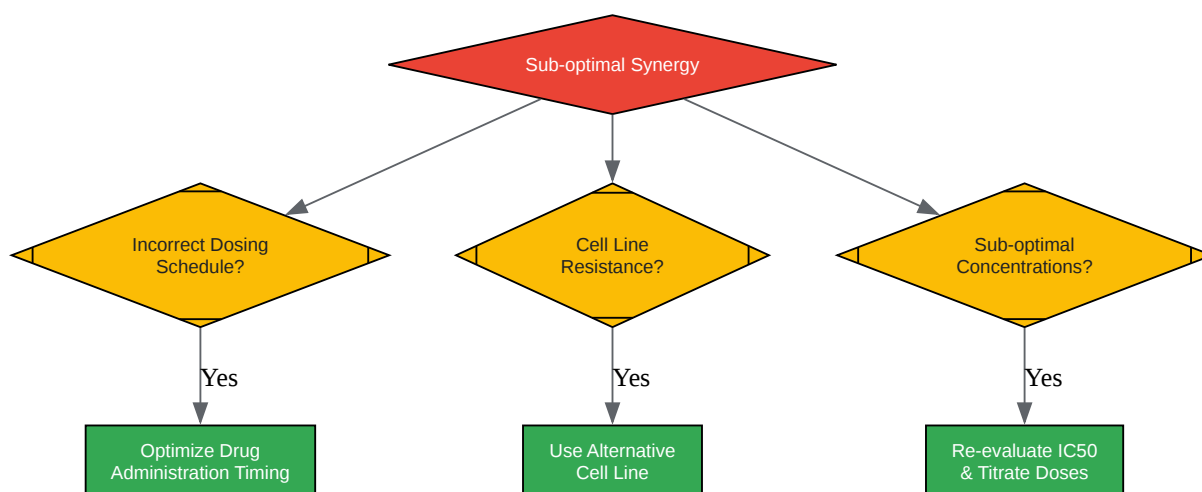 Sub-optimal Synergy
Incorrect Dosing
Schedule?
Cell Line
Resistance?
Sub-optimal
Concentrations?
Yes
Yes
Yes
Optimize Drug
Administration Timing
Use Alternative
Cell Line
Re-evaluate IC50
& Titrate Doses